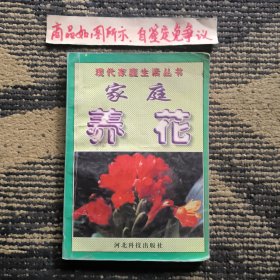 商品如图所示，自鉴定免争议
现代家庭生活丛书
家庭
养花
河北科技出版社